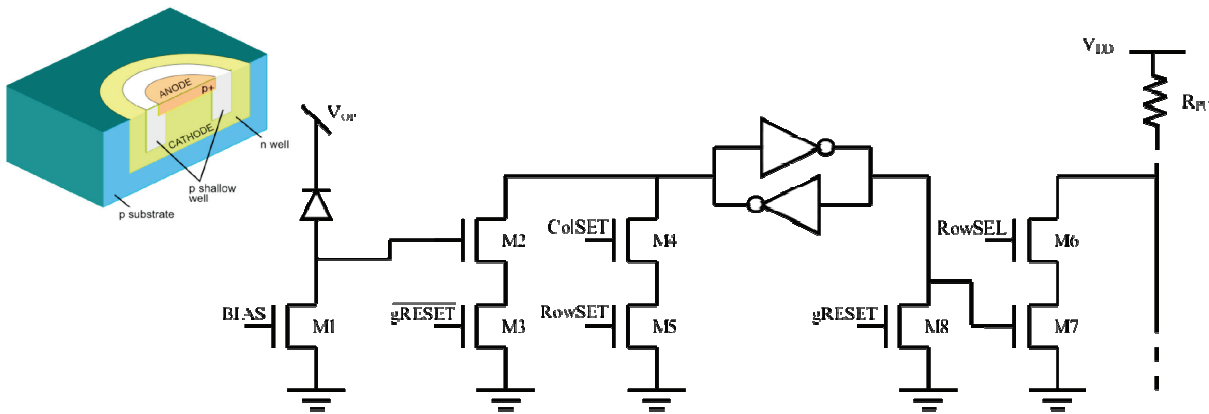 ANODE
p+
CATHODE
n well
p shallow
well
p substrate
V_OP
BIAS
M1
M2
gRESET
M3
ColSET
M4
RowSET
M5
gRESET
M8
RowSEL
M6
M7
V_DD
R_PU